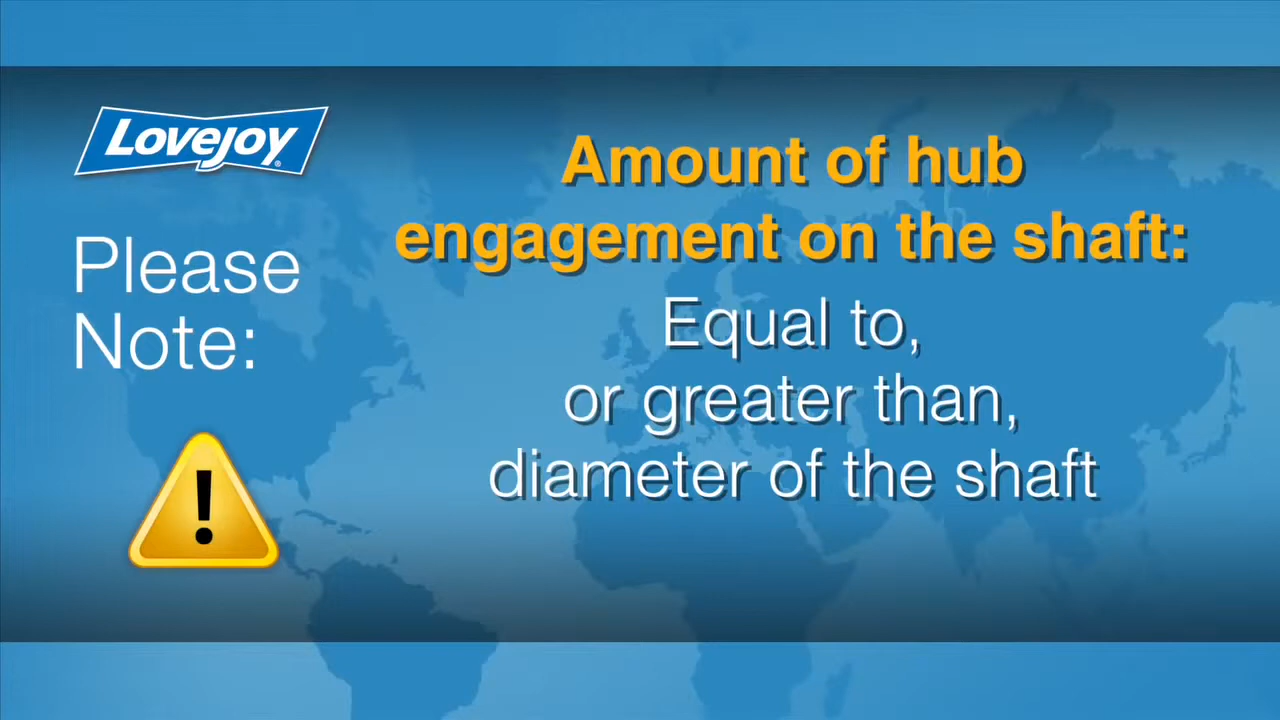 Lovejoy®
Please
Note:
!
Amount of hub
engagement on the shaft:
Equal to,
or greater than,
diameter of the shaft